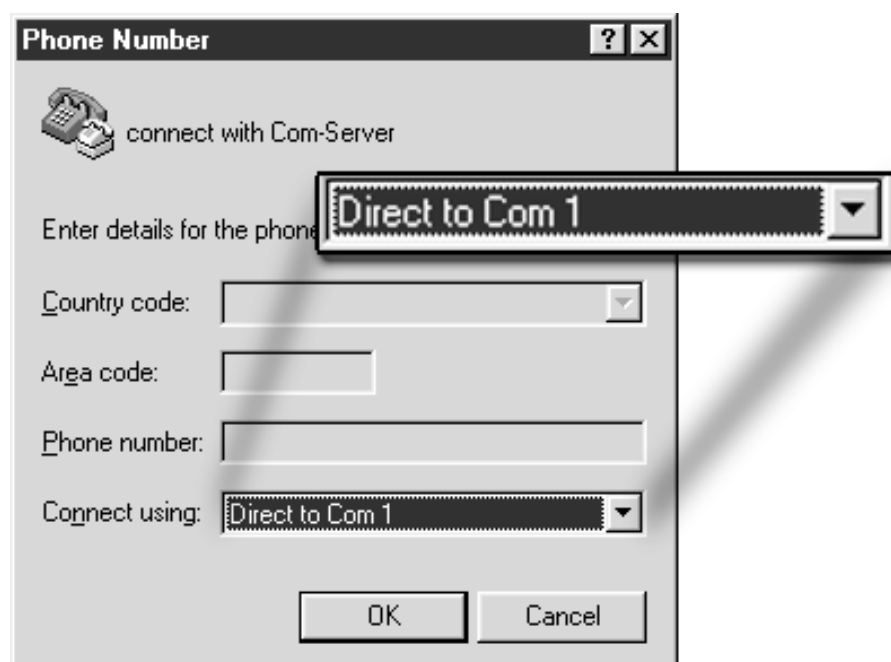 Phone Number
connect with Com-Server
Direct to Com 1
Enter details for the phone
Country code:
Area code:
Phone number:
Connect using: Direct to Com 1
OK Cancel